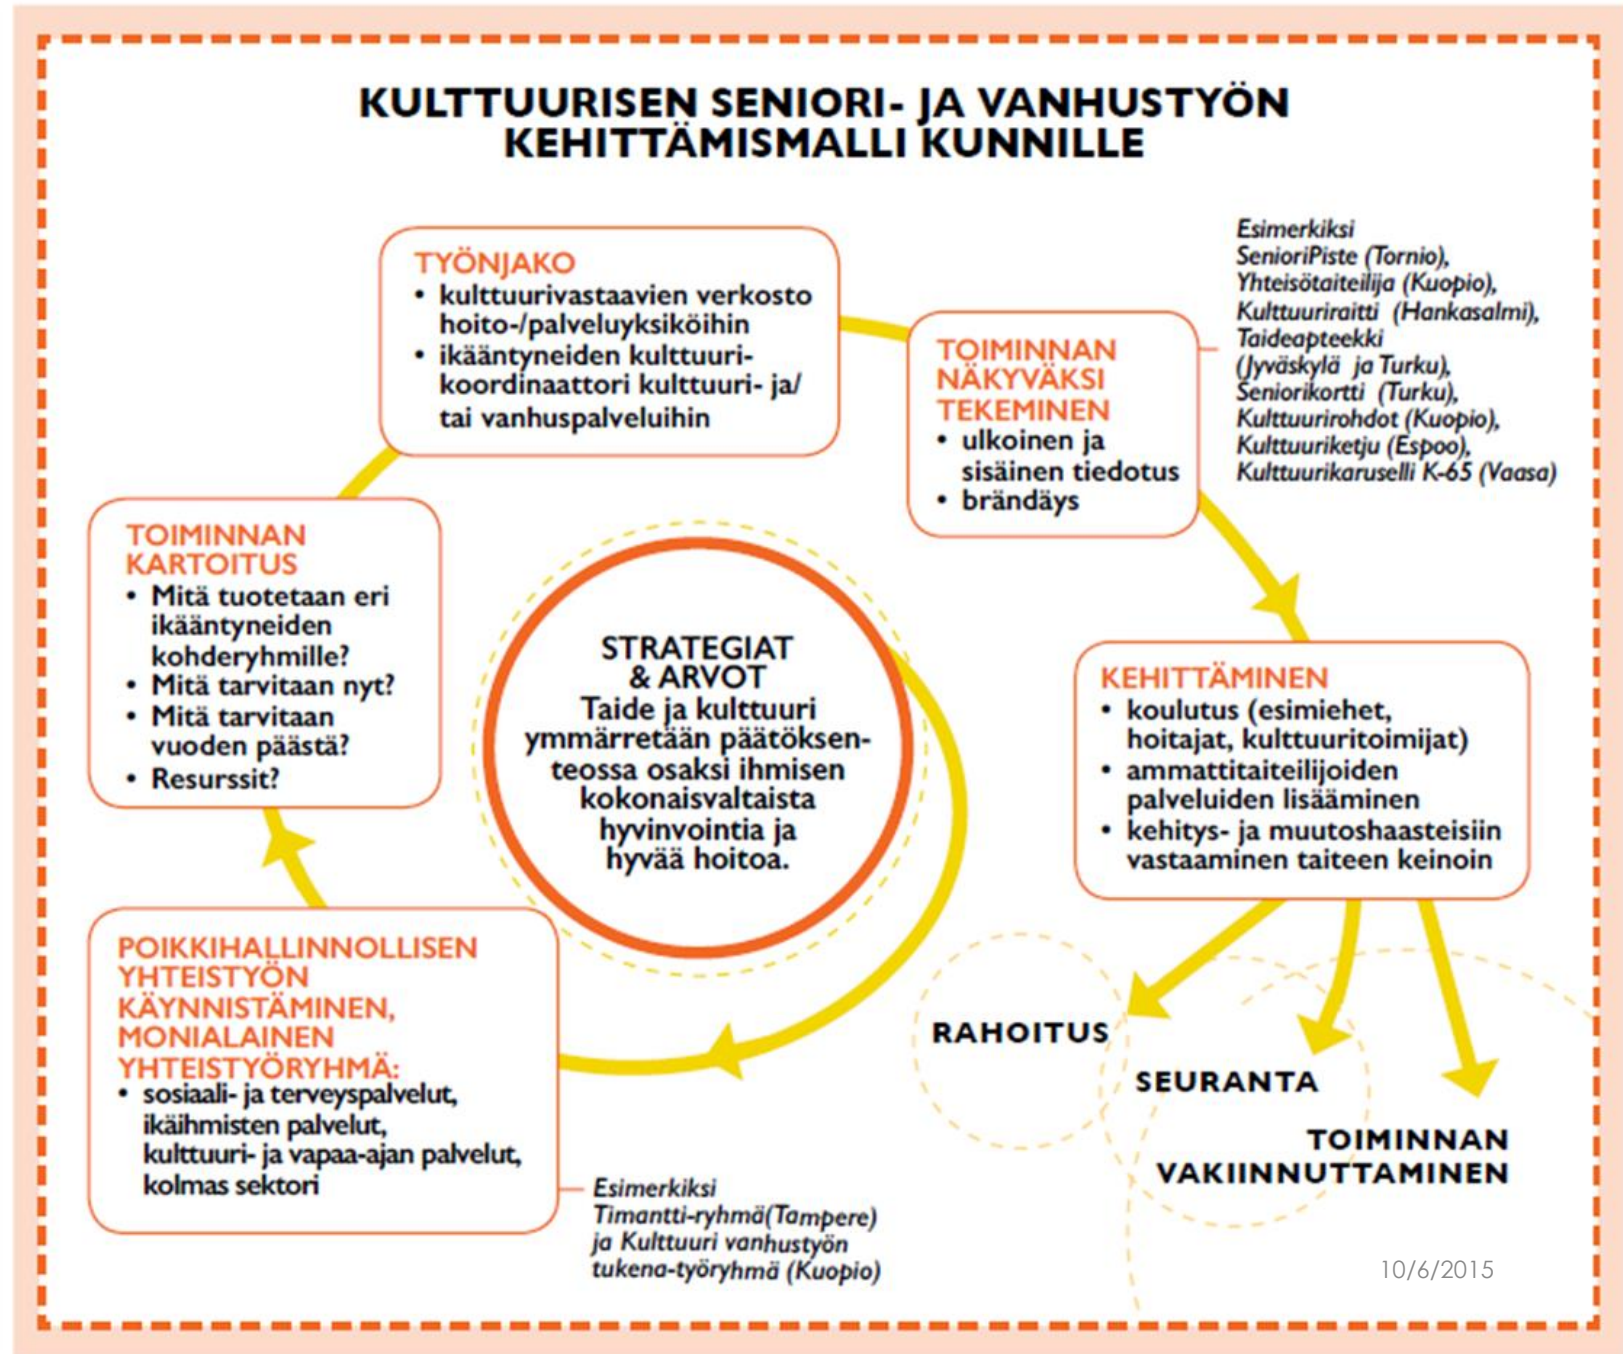 KULTTUURISEN SENIORI- JA VANHUSTYÖN
KEHITTÄMISMALLI KUNNILLE
TYÖNJAKO
• kulttuurivastaavien verkosto
hoito-/palveluyksiköihin
• ikääntyneiden kulttuuri-
koordinaattori kulttuuri- ja/
tai vanhuspalveluihin
TOIMINNAN
NÄKYVÄKSI
TEKEMINEN
• ulkoinen ja
sisäinen tiedotus
• brändäys
Esimerkiksi
SenioriPiste (Tornio),
Yhteisötaiteilija (Kuopio),
Kulttuuriraitti (Hankasalmi),
Taideapteekki
(Jyväskylä ja Turku),
Seniorikortti (Turku),
Kulttuurirohdot (Kuopio),
Kulttuuriketju (Espoo),
Kulttuurikaruselli K-65 (Vaasa)
TOIMINNAN
KARTOITUS
• Mitä tuotetaan eri
ikääntyneiden
kohderyhmille?
• Mitä tarvitaan nyt?
• Mitä tarvitaan
vuoden päästä?
• Resurssit?
STRATEGIAT
& ARVOT
Taide ja kulttuuri
ymmärretään päätöksen-
teossa osaksi ihmisen
kokonaisvaltaista
hyvinvointia ja
hyvää hoitoa.
KEHITTÄMINEN
• koulutus (esimiehet,
hoitajat, kulttuuritoimijat)
• ammattitaiteilijoiden
palveluiden lisääminen
• kehitys- ja muutoshaasteisiin
vastaaminen taiteen keinoin
POIKKIHALLINNOLLISEN
YHTEISTYÖN
KÄYNNISTÄMINEN,
MONIALAINEN
YHTEISTYÖRYHMÄ:
• sosiaali- ja terveyspalvelut,
ikäihmisten palvelut,
kulttuuri- ja vapaa-ajan palvelut,
kolmas sektori
Esimerkiksi
Timantti-ryhmä(Tampere)
ja Kulttuuri vanhustyön
tukena-työryhmä (Kuopio)
RAHOITUS
SEURANTA
TOIMINNAN
VAKIINNUTTAMINEN
10/6/2015